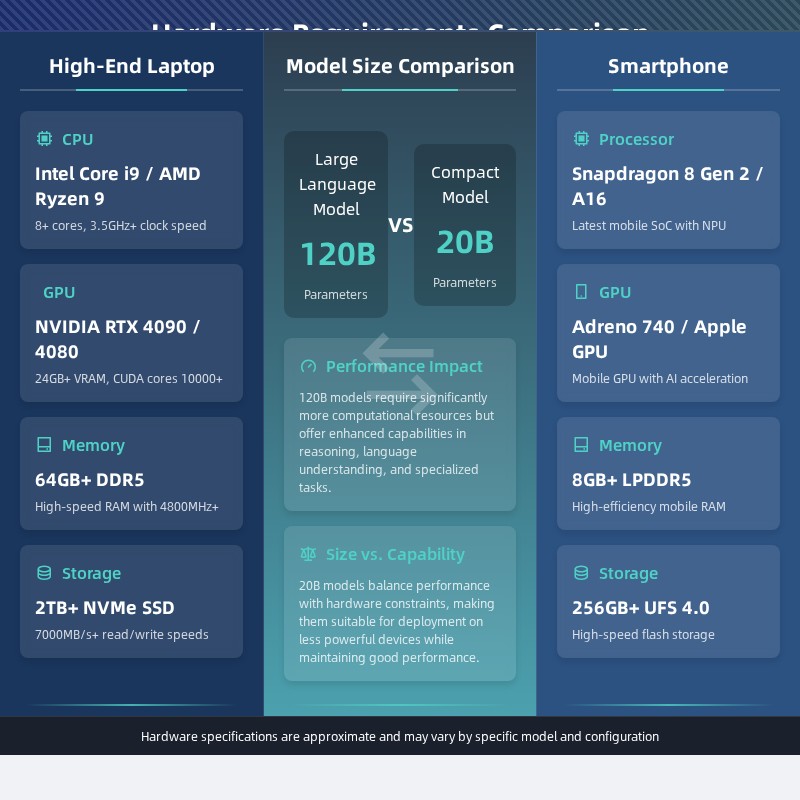 Hardware Requirements Comparison
High-End Laptop
CPU
Intel Core i9 / AMD
Ryzen 9
8+ cores, 3.5GHz+ clock speed
GPU
NVIDIA RTX 4090 /
4080
24GB+ VRAM, CUDA cores 10000+
Memory
64GB+ DDR5
High-speed RAM with 4800MHz+
Storage
2TB+ NVMe SSD
7000MB/s+ read/write speeds
Model Size Comparison
Large
Language
Model
120B
Parameters
VS
Compact
Model
20B
Parameters
Performance Impact
120B models require significantly
more computational resources but
offer enhanced capabilities in
reasoning, language
understanding, and specialized
tasks.
Size vs. Capability
20B models balance performance
with hardware constraints, making
them suitable for deployment on
less powerful devices while
maintaining good performance.
Smartphone
Processor
Snapdragon 8 Gen 2 /
A16
Latest mobile SoC with NPU
GPU
Adreno 740 / Apple
GPU
Mobile GPU with AI acceleration
Memory
8GB+ LPDDR5
High-efficiency mobile RAM
Storage
256GB+ UFS 4.0
High-speed flash storage
Hardware specifications are approximate and may vary by specific model and configuration